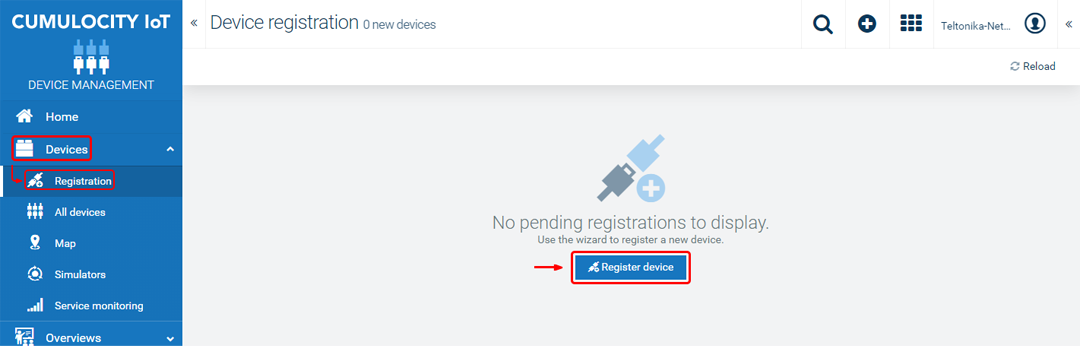 CUMULOCITY IoT
DEVICE MANAGEMENT
Home
Devices
Registration
All devices
Map
Simulators
Service monitoring
Overviews
« Device registration 0 new devices
Teltonika-Net... «
Reload
No pending registrations to display.
Use the wizard to register a new device.
Register device